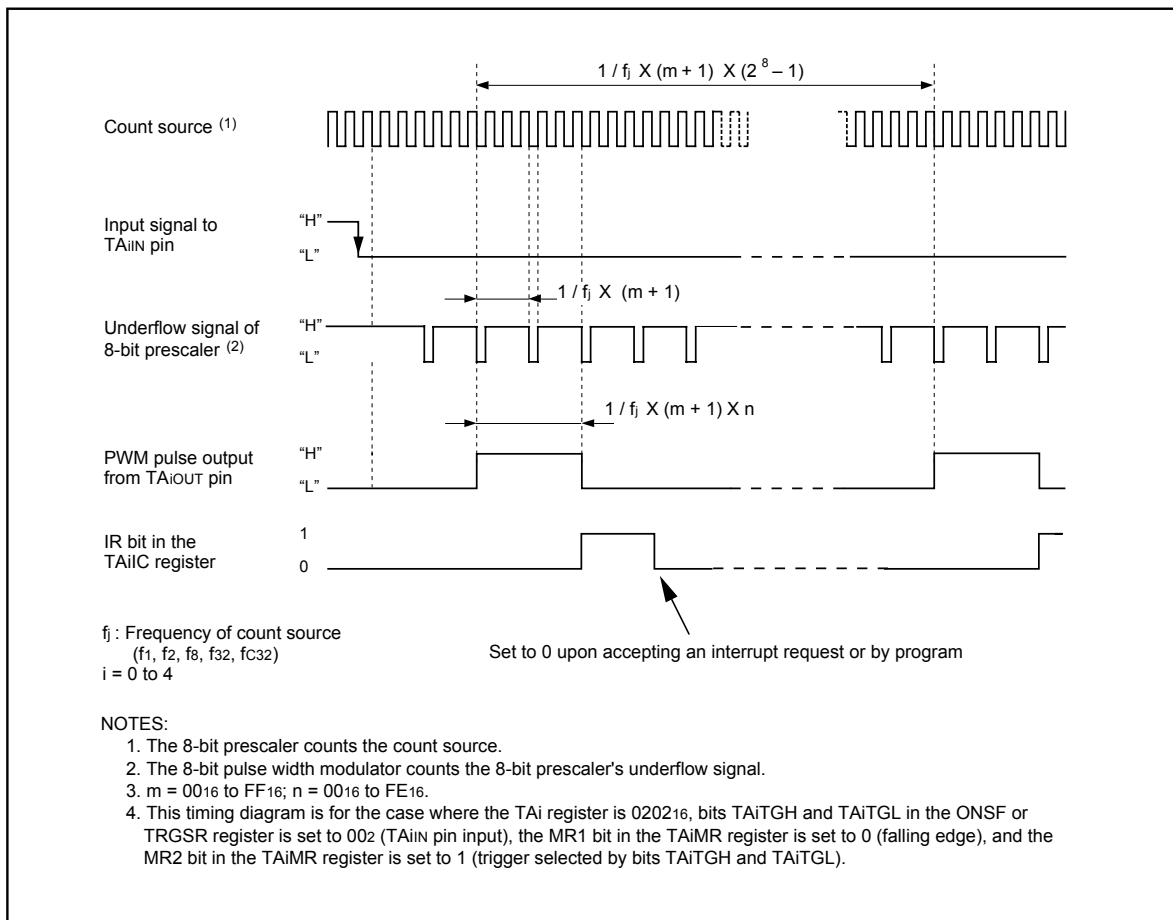 1 / fj X (m + 1) X (2 8 – 1)
Count source (1)
Input signal to
TAiIN pin
“H”
“L”
1 / fj X (m + 1)
Underflow signal of
8-bit prescaler (2)
“H”
“L”
1 / fj X (m + 1) X n
PWM pulse output
from TAiOUT pin
“H”
“L”
IR bit in the
TAiIC register
1
0
fj : Frequency of count source
(f1, f2, f8, f32, fC32)
i = 0 to 4
Set to 0 upon accepting an interrupt request or by program
NOTES:
1. The 8-bit prescaler counts the count source.
2. The 8-bit pulse width modulator counts the 8-bit prescaler's underflow signal.
3. m = 0016 to FF16; n = 0016 to FE16.
4. This timing diagram is for the case where the TAi register is 020216, bits TAiTGH and TAiTGL in the ONSF or
TRGSR register is set to 002 (TAiIN pin input), the MR1 bit in the TAiMR register is set to 0 (falling edge), and the
MR2 bit in the TAiMR register is set to 1 (trigger selected by bits TAiTGH and TAiTGL).